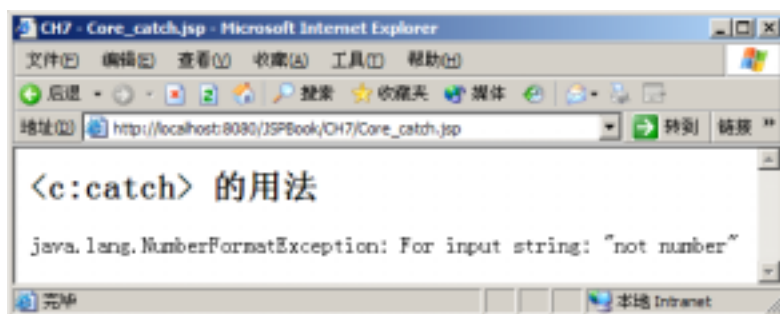 CH7 - Core_catch.jsp - Microsoft Internet Explorer
文件(F) 编辑(E) 查看(V) 收藏(A) 工具(T) 帮助(H)
后退 搜索 收藏夹 媒体
地址(D) http://localhost:8080/JSPBook/CH7/Core_catch.jsp 转到 链接 »
<c:catch> 的用法
java.lang.NumberFormatException: For input string: "not number"
完毕 本地 Intranet